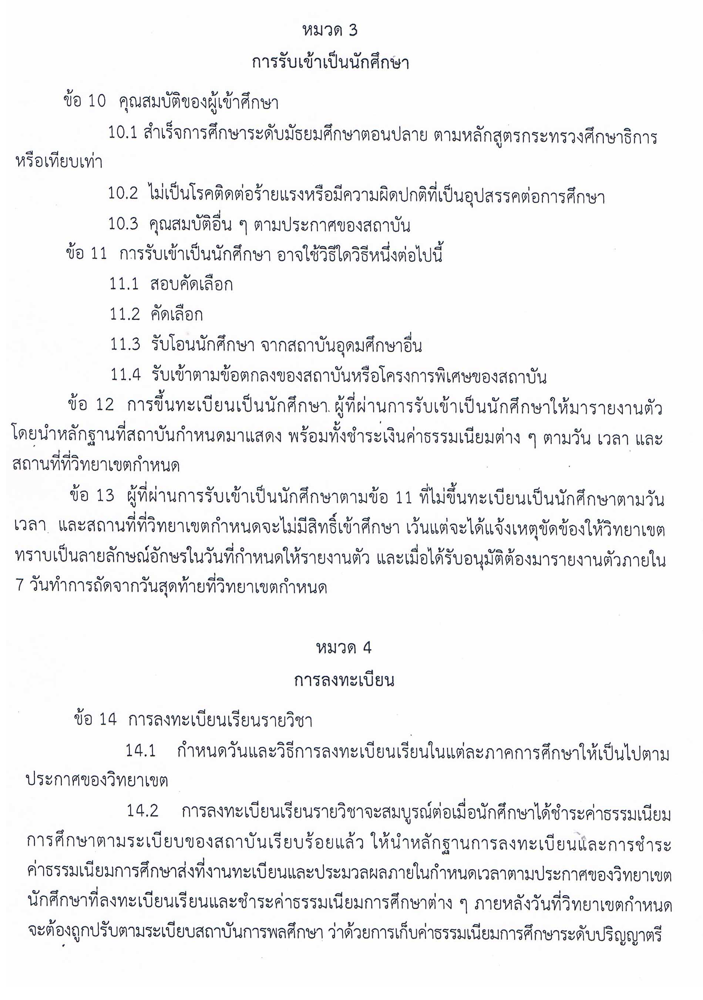 หมวด 3
การรับเข้าเป็นนักศึกษา
ข้อ 10 คุณสมบัติของผู้เข้าศึกษา
10.1 สำเร็จการศึกษาระดับมัธยมศึกษาตอนปลาย ตามหลักสูตรกระทรวงศึกษาธิการ
หรือเทียบเท่า
10.2 ไม่เป็นโรคติดต่อร้ายแรงหรือมีความผิดปกติที่เป็นอุปสรรคต่อการศึกษา
10.3 คุณสมบัติอื่น ๆ ตามประกาศของสถาบัน
ข้อ 11 การรับเข้าเป็นนักศึกษา อาจใช้วิธีใดวิธีหนึ่งต่อไปนี้
11.1 สอบคัดเลือก
11.2 คัดเลือก
11.3 รับโอนนักศึกษา จากสถาบันอุดมศึกษาอื่น
11.4 รับเข้าตามข้อตกลงของสถาบันหรือโครงการพิเศษของสถาบัน
ข้อ 12 การขึ้นทะเบียนเป็นนักศึกษา ผู้ที่ผ่านการรับเข้าเป็นนักศึกษาให้มารายงานตัว
โดยนำหลักฐานที่สถาบันกำหนดมาแสดง พร้อมทั้งชำระเงินค่าธรรมเนียมต่าง ๆ ตามวัน เวลา และ
สถานที่ที่วิทยาเขตกำหนด
ข้อ 13 ผู้ที่ผ่านการรับเข้าเป็นนักศึกษาตามข้อ 11 ที่ไม่ขึ้นทะเบียนเป็นนักศึกษาตามวัน
เวลา และสถานที่ที่วิทยาเขตกำหนดจะไม่มีสิทธิ์เข้าศึกษา เว้นแต่จะได้แจ้งเหตุขัดข้องให้วิทยาเขต
ทราบเป็นลายลักษณ์อักษรในวันที่กำหนดให้รายงานตัว และเมื่อได้รับอนุมัติต้องมารายงานตัวภายใน
7 วันทำการถัดจากวันสุดท้ายที่วิทยาเขตกำหนด
หมวด 4
การลงทะเบียน
ข้อ 14 การลงทะเบียนเรียนรายวิชา
14.1 กำหนดวันและวิธีการลงทะเบียนเรียนในแต่ละภาคการศึกษาให้เป็นไปตาม
ประกาศของวิทยาเขต
14.2 การลงทะเบียนเรียนรายวิชาจะสมบูรณ์ต่อเมื่อนักศึกษาได้ชำระค่าธรรมเนียม
การศึกษาตามระเบียบของสถาบันเรียบร้อยแล้ว ให้นำหลักฐานการลงทะเบียนและการชำระ
ค่าธรรมเนียมการศึกษาส่งที่งานทะเบียนและประมวลผลภายในกำหนดเวลาตามประกาศของวิทยาเขต
นักศึกษาที่ลงทะเบียนเรียนและชำระค่าธรรมเนียมการศึกษาต่าง ๆ ภายหลังวันที่วิทยาเขตกำหนด
จะต้องถูกปรับตามระเบียบสถาบันการพลศึกษา ว่าด้วยการเก็บค่าธรรมเนียมการศึกษาระดับปริญญาตรี